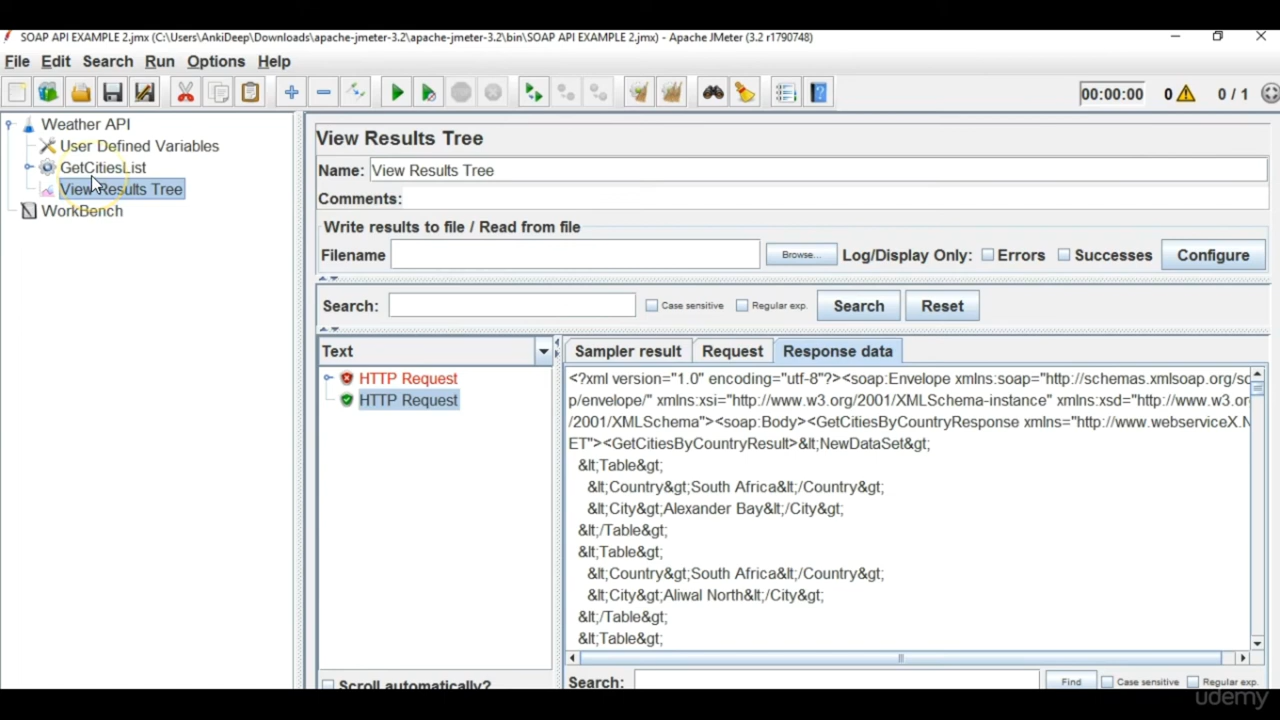 SOAP API EXAMPLE 2.jmx (C:\Users\AnkiDeep\Downloads\apache-jmeter-3.2\apache-jmeter-3.2\bin\SOAP API EXAMPLE 2.jmx) - Apache JMeter (3.2 r1790748)
File Edit Search Run Options Help
00:00:00 0 0 / 1
Weather API
User Defined Variables
GetCitiesList
View Results Tree
WorkBench
View Results Tree
Name: View Results Tree
Comments:
Write results to file / Read from file
Filename Browse... Log/Display Only: Errors Successes Configure
Search: Case sensitive Regular exp. Search Reset
Text
HTTP Request
HTTP Request
Scroll automatically?
Sampler result Request Response data
<?xml version="1.0" encoding="utf-8"?><soap:Envelope xmlns:soap="http://schemas.xmlsoap.org/so
p/envelope/" xmlns:xsi="http://www.w3.org/2001/XMLSchema-instance" xmlns:xsd="http://www.w3.or
/2001/XMLSchema"><soap:Body><GetCitiesByCountryResponse xmlns="http://www.webserviceX.N
ET"><GetCitiesByCountryResult>&lt;NewDataSet&gt;
&lt;Table&gt;
&lt;Country&gt;South Africa&lt;/Country&gt;
&lt;City&gt;Alexander Bay&lt;/City&gt;
&lt;/Table&gt;
&lt;Table&gt;
&lt;Country&gt;South Africa&lt;/Country&gt;
&lt;City&gt;Aliwal North&lt;/City&gt;
&lt;/Table&gt;
&lt;Table&gt;
Search: Find Case sensitive Regular exp.
udemy